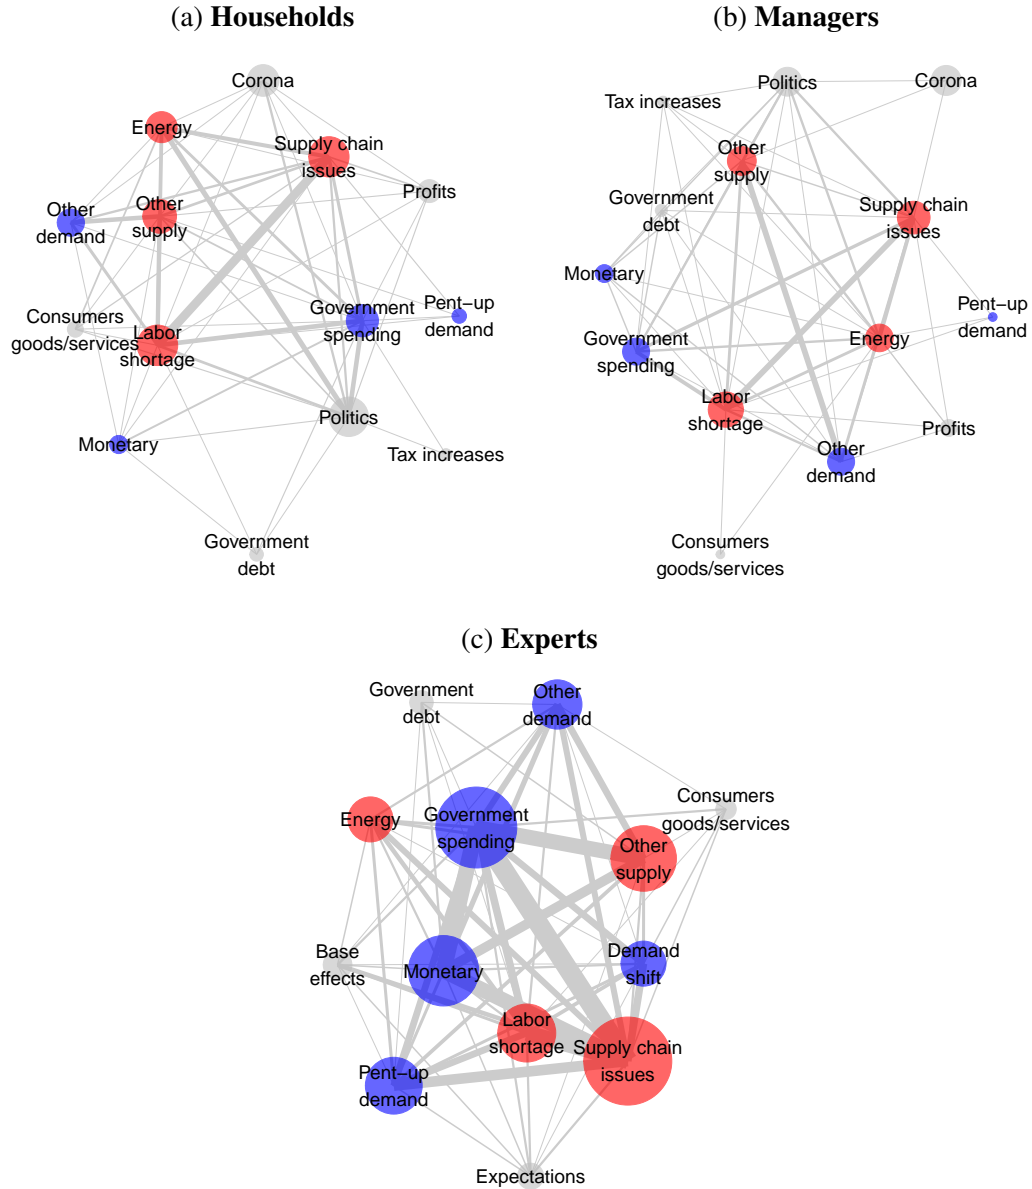 (a) Households
Corona
Energy
Supply chain
issues
Profits
Other
demand
Other
supply
Consumers
goods/services
Labor
shortage
Government
spending
Pent−up
demand
Monetary
Politics
Tax increases
Government
debt
(b) Managers
Politics
Corona
Tax increases
Other
supply
Government
debt
Supply chain
issues
Monetary
Pent−up
demand
Government
spending
Energy
Labor
shortage
Profits
Other
demand
Consumers
goods/services
(c) Experts
Government
debt
Other
demand
Energy
Government
spending
Consumers
goods/services
Other
supply
Base
effects
Monetary
Demand
shift
Labor
shortage
Supply chain
issues
Pent−up
demand
Expectations